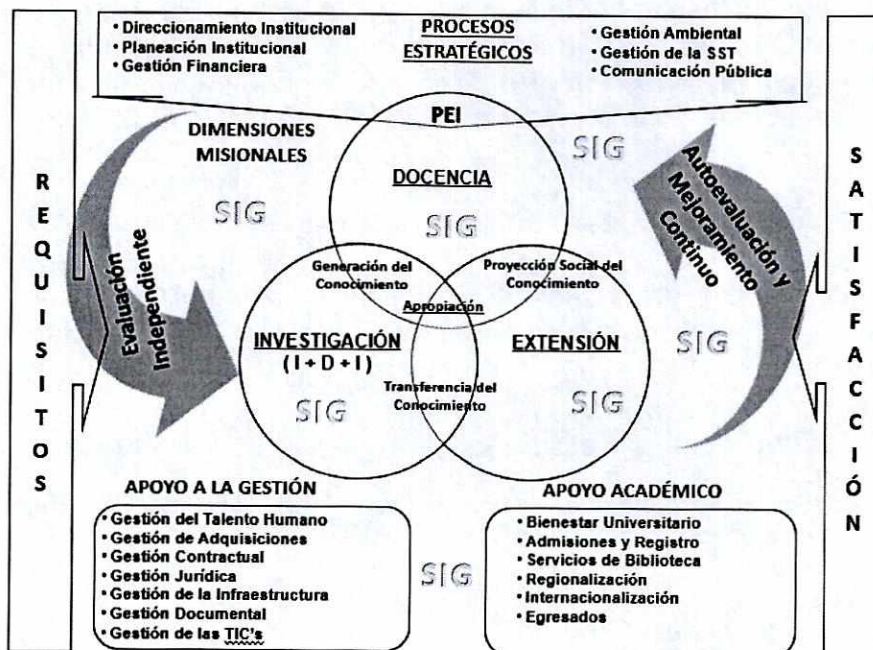 • Direccionamiento Institucional
• Planeación Institucional
• Gestión Financiera
PROCESOS
ESTRATÉGICOS
• Gestión Ambiental
• Gestión de la SST
• Comunicación Pública
PEI
DIMENSIONES
MISIONALES
SIG
DOCENCIA
SIG
SIG
REQUISITOS
Evaluación
Independiente
Autoevaluación y
Mejoramiento
Continuo
SATISFACCIÓN
Generación del
Conocimiento
Proyección Social del
Conocimiento
Apropiación
INVESTIGACIÓN
( I + D + I )
SIG
EXTENSIÓN
SIG
SIG
Transferencia del
Conocimiento
APOYO A LA GESTIÓN
• Gestión del Talento Humano
• Gestión de Adquisiciones
• Gestión Contractual
• Gestión Jurídica
• Gestión de la Infraestructura
• Gestión Documental
• Gestión de las TIC's
SIG
APOYO ACADÉMICO
• Bienestar Universitario
• Admisiones y Registro
• Servicios de Biblioteca
• Regionalización
• Internacionalización
• Egresados